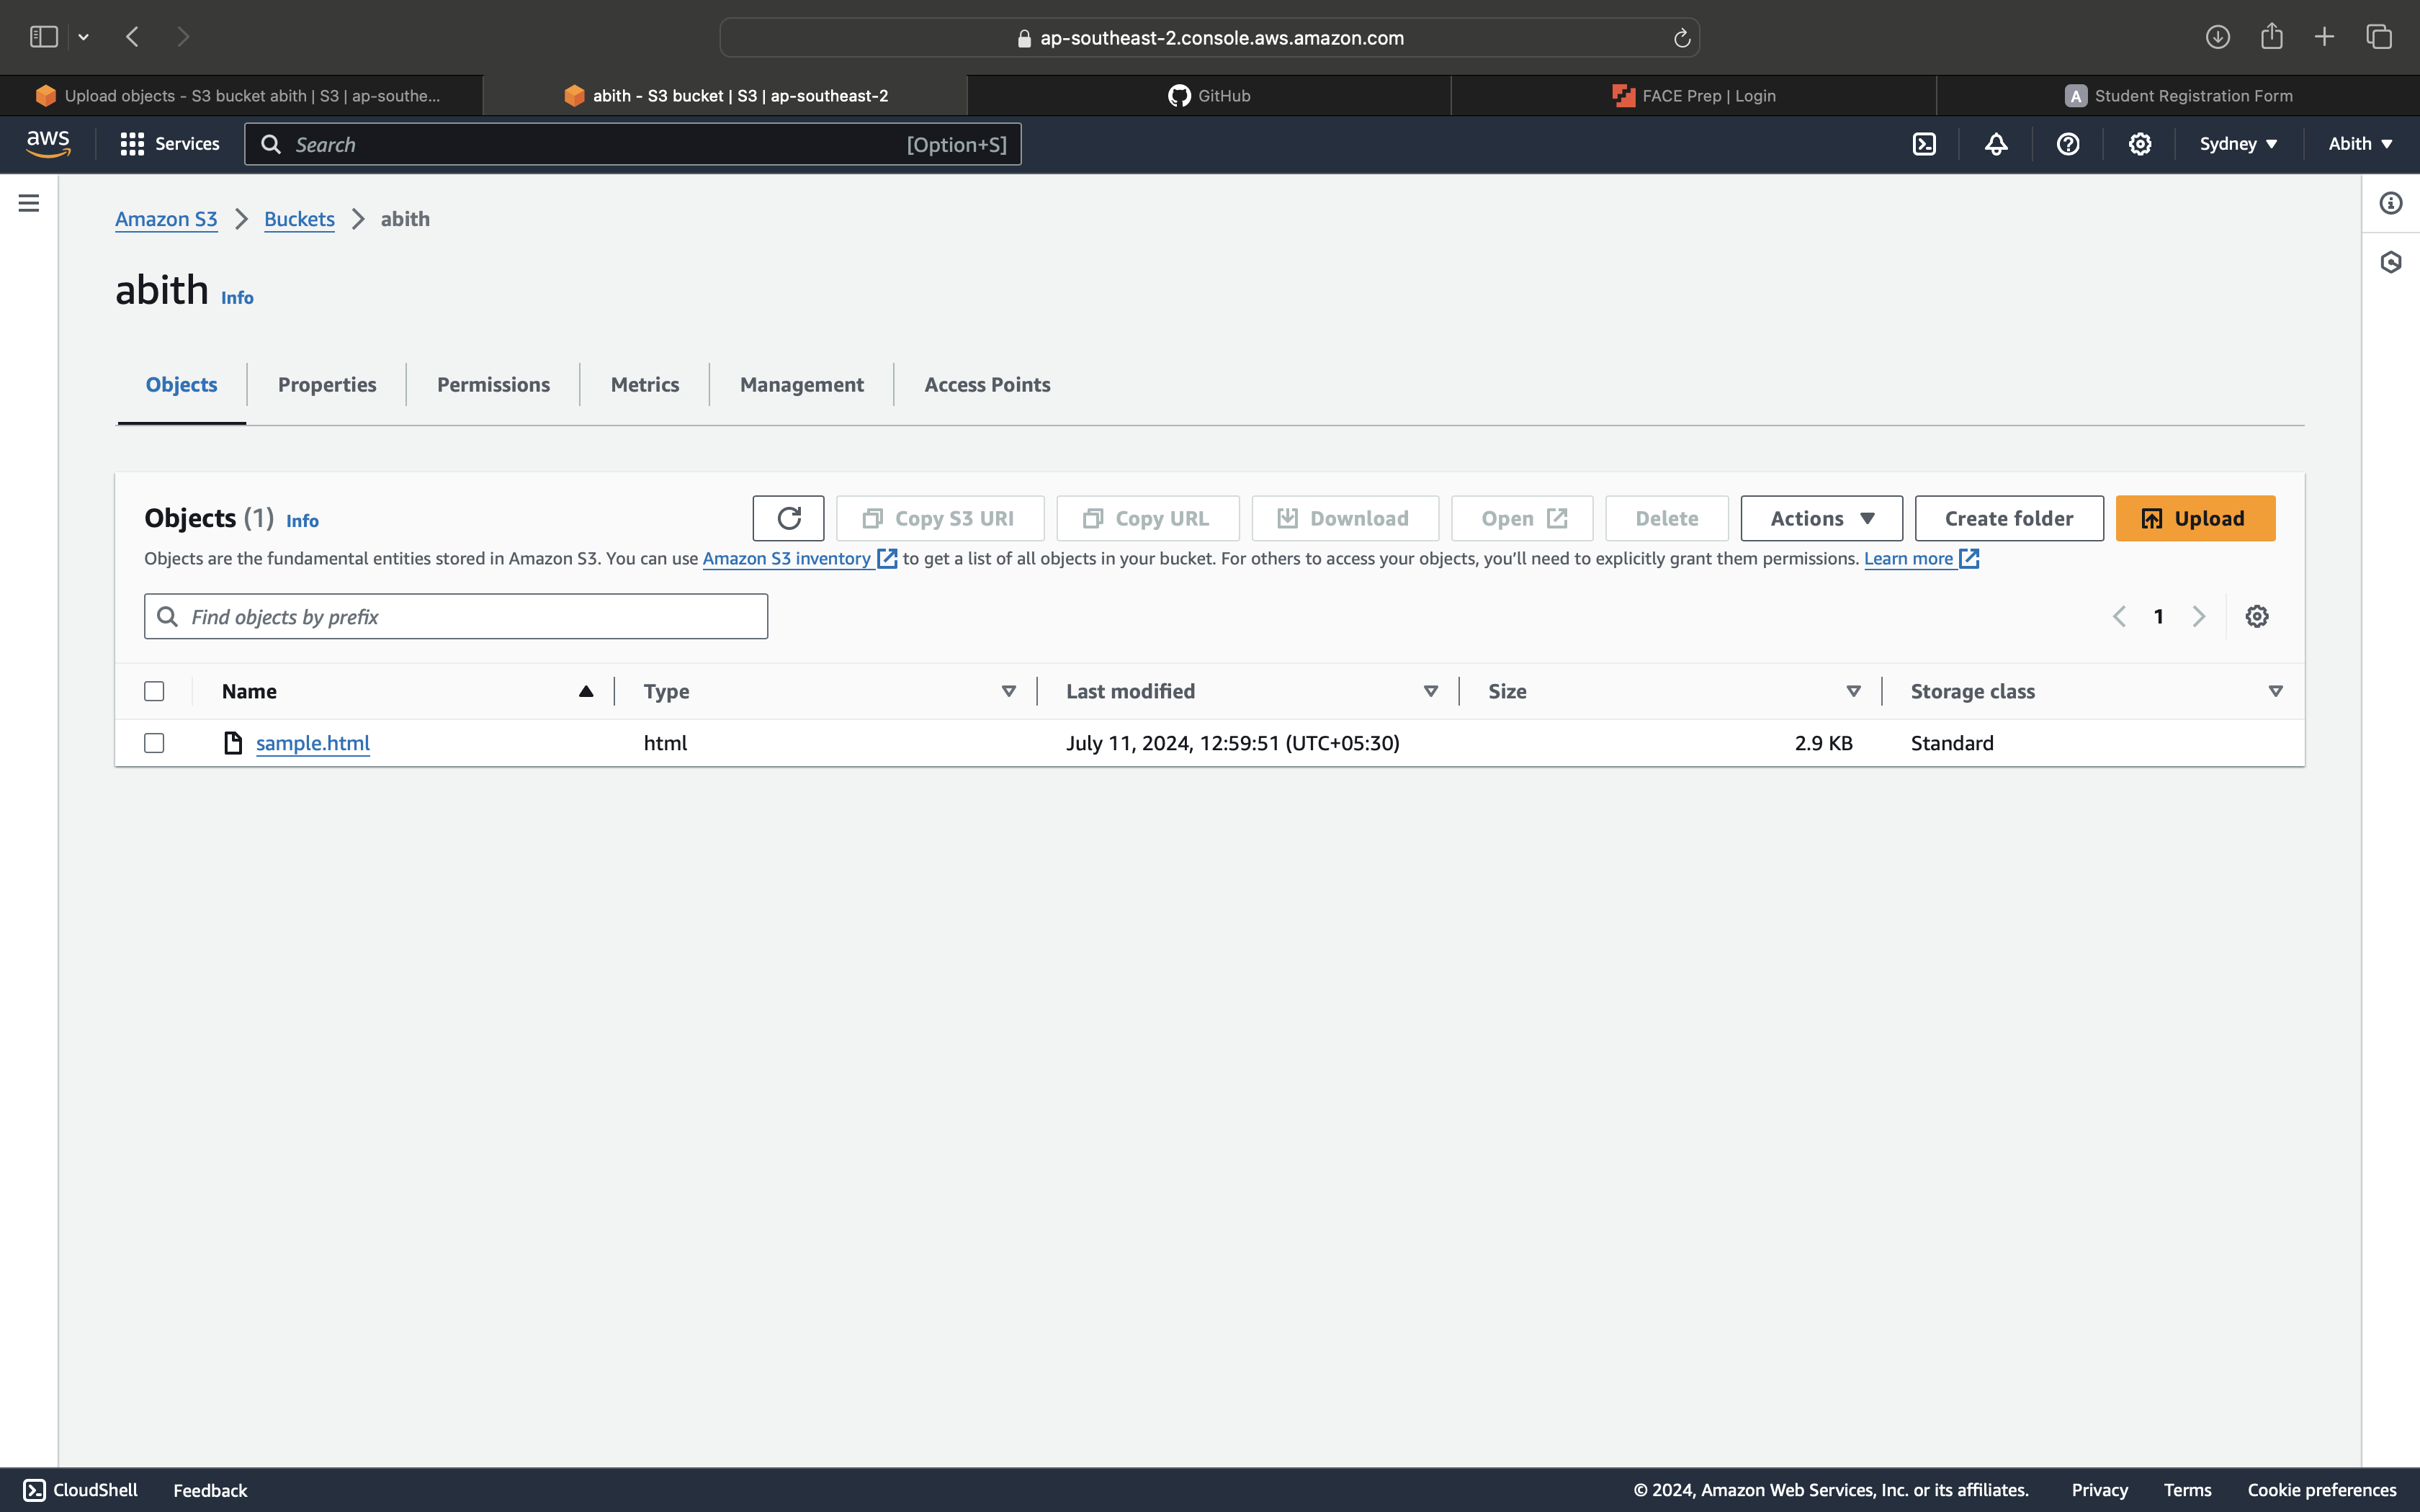 ap-southeast-2.console.aws.amazon.com
Upload objects - S3 bucket abith | S3 | ap-southe... abith - S3 bucket | S3 | ap-southeast-2 GitHub FACE Prep | Login A Student Registration Form
aws Services Search [Option+S] Sydney Abith
Amazon S3 Buckets abith
abith Info
Objects Properties Permissions Metrics Management Access Points
Objects (1) Info Copy S3 URI Copy URL Download Open Delete Actions Create folder Upload
Objects are the fundamental entities stored in Amazon S3. You can use Amazon S3 inventory to get a list of all objects in your bucket. For others to access your objects, you’ll need to explicitly grant them permissions. Learn more
Find objects by prefix 1
Name Type Last modified Size Storage class
sample.html html July 11, 2024, 12:59:51 (UTC+05:30) 2.9 KB Standard
CloudShell Feedback © 2024, Amazon Web Services, Inc. or its affiliates. Privacy Terms Cookie preferences